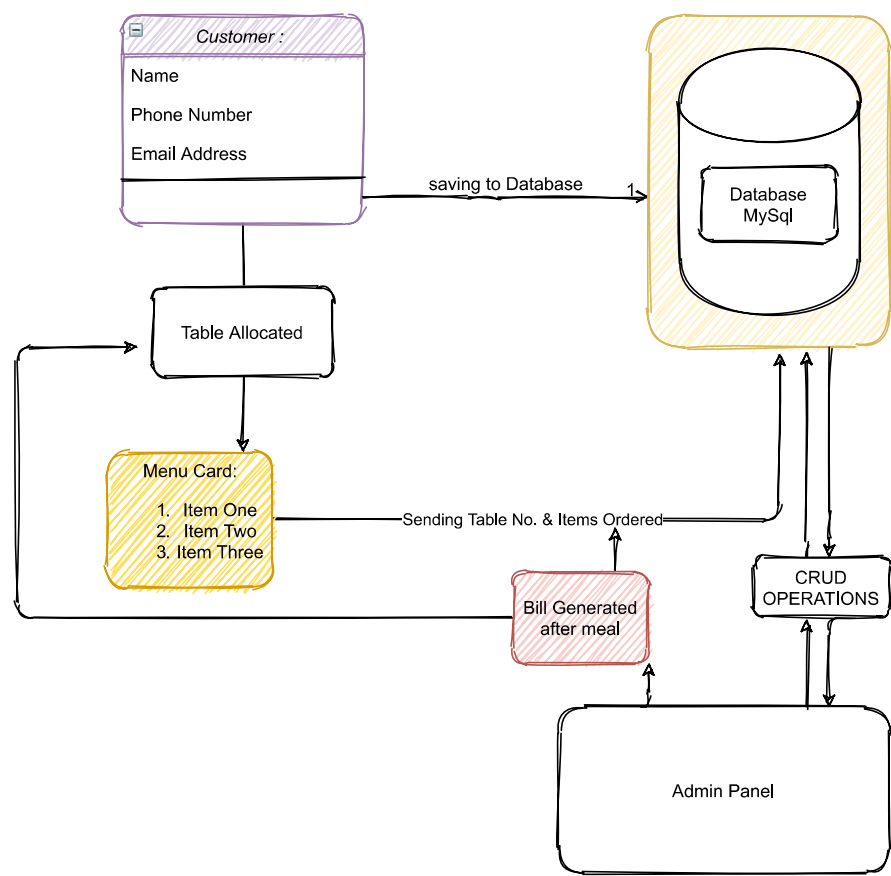 Customer :
Name
Phone Number
Email Address
saving to Database
1
Database
MySql
Table Allocated
Menu Card:
1. Item One
2. Item Two
3. Item Three
Sending Table No. & Items Ordered
CRUD
OPERATIONS
Bill Generated
after meal
Admin Panel